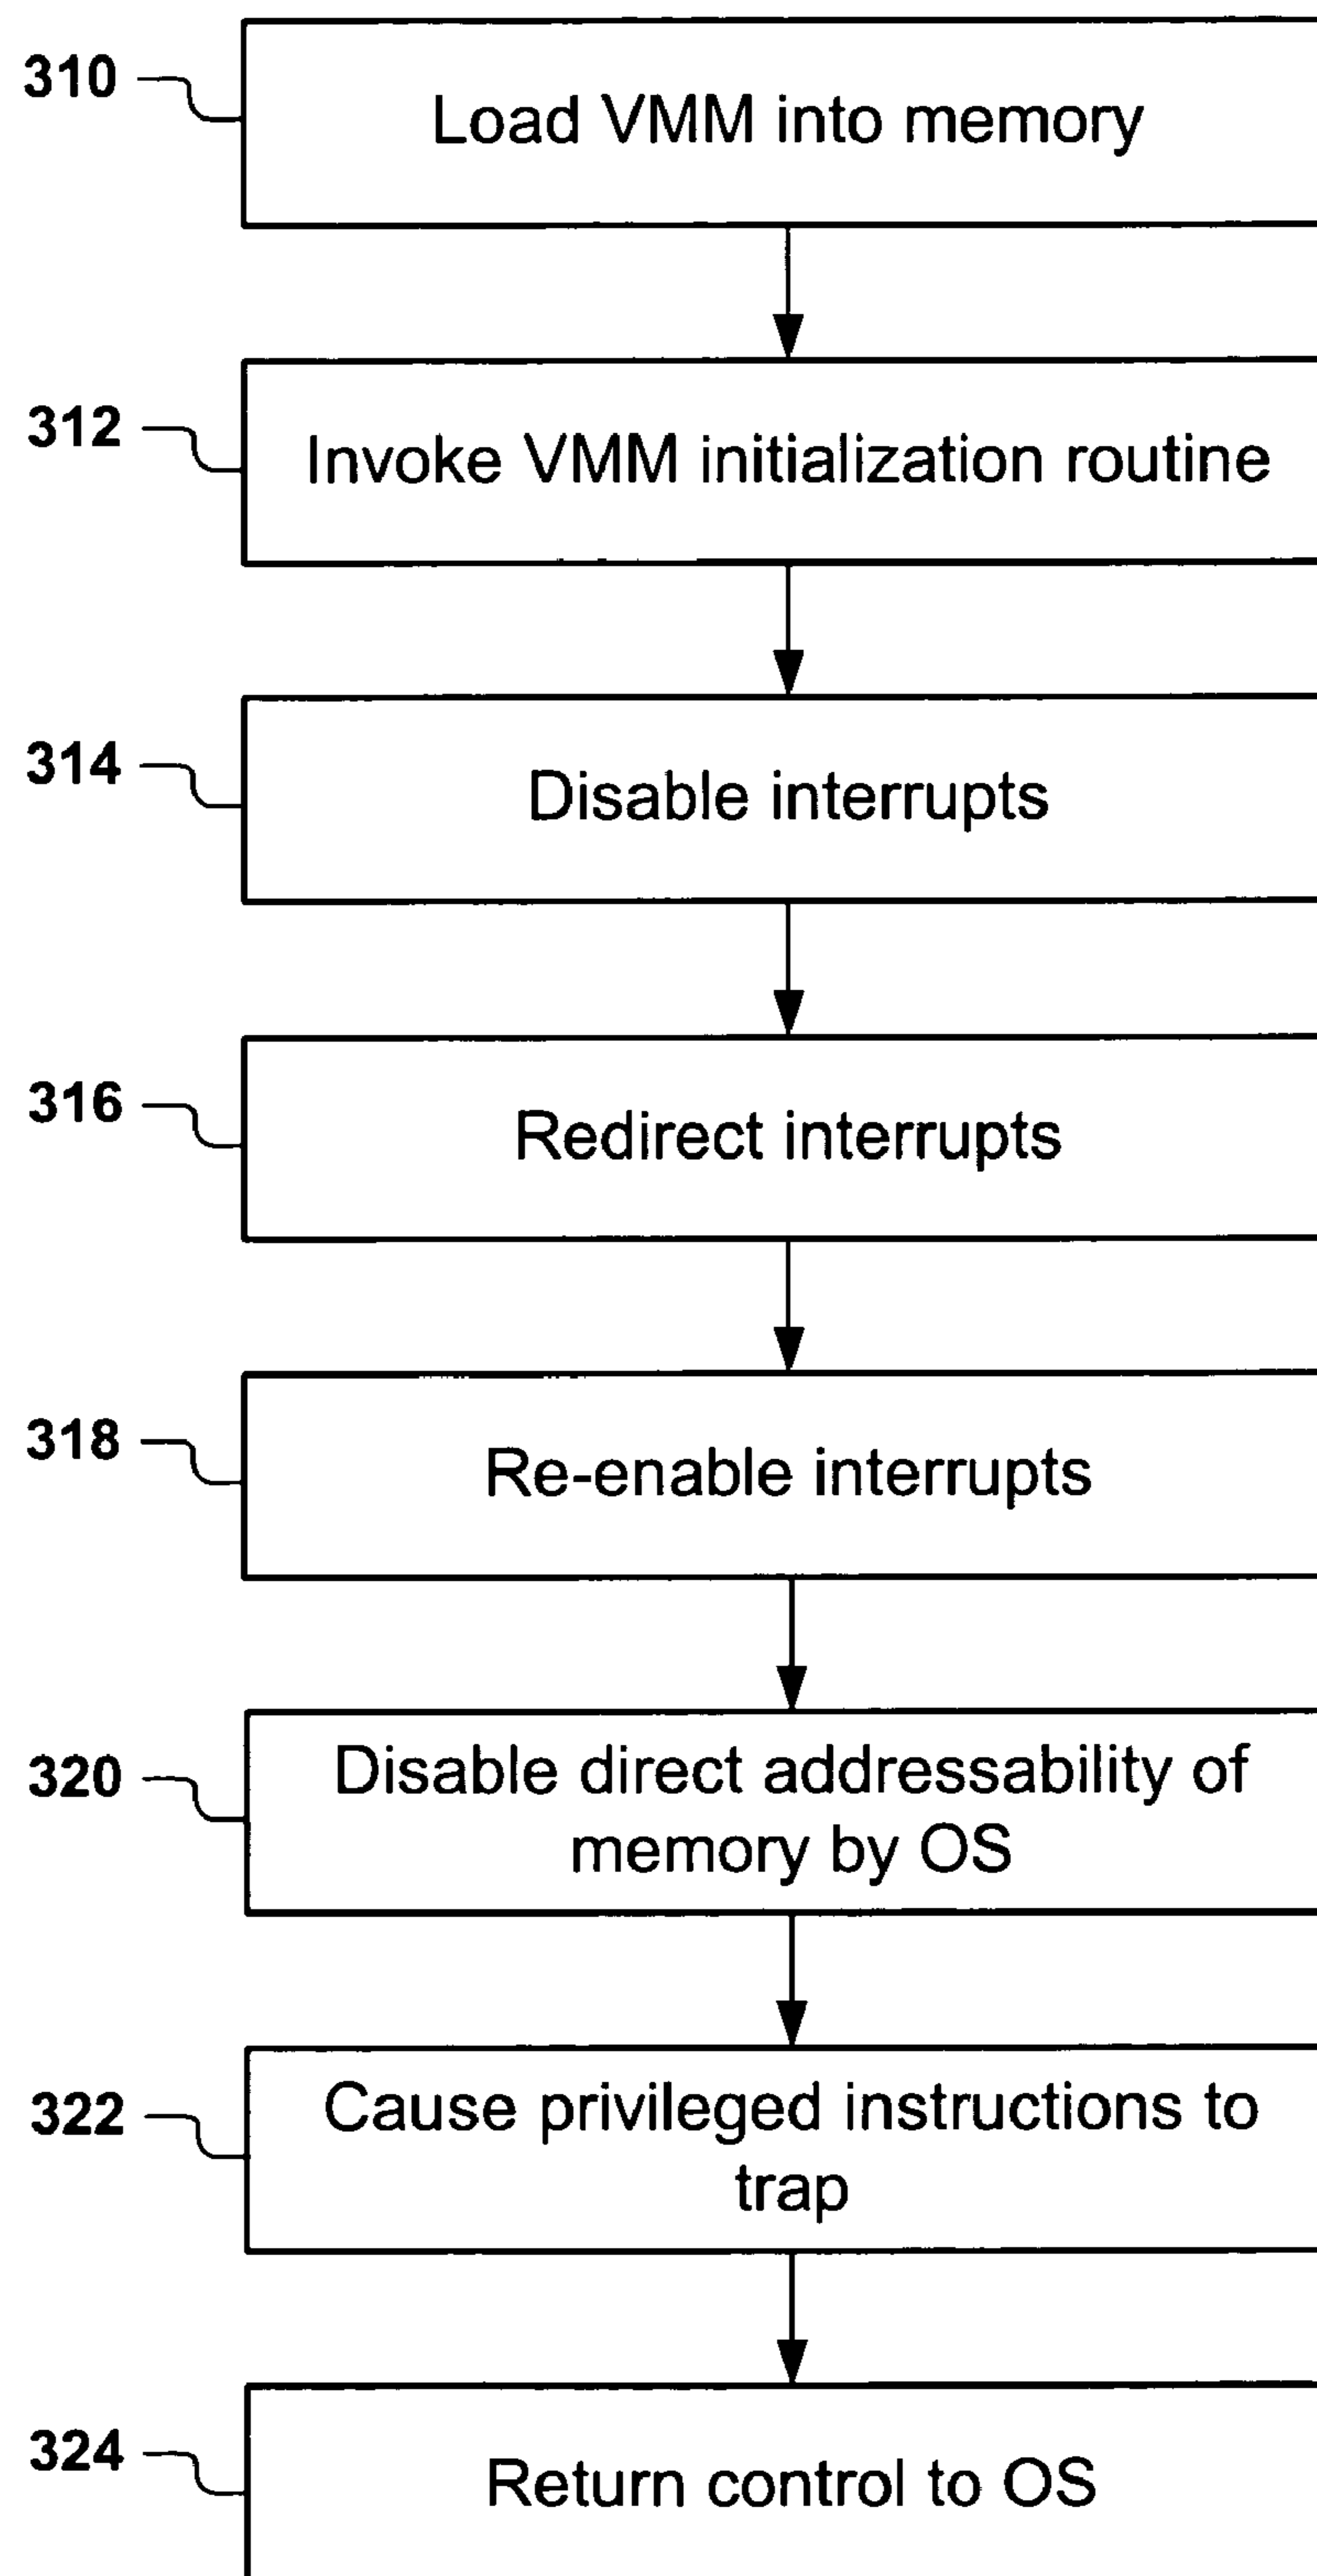 310
Load VMM into memory
312
Invoke VMM initialization routine
314
Disable interrupts
316
Redirect interrupts
318
Re-enable interrupts
320
Disable direct addressability of
memory by OS
322
Cause privileged instructions to
trap
324
Return control to OS